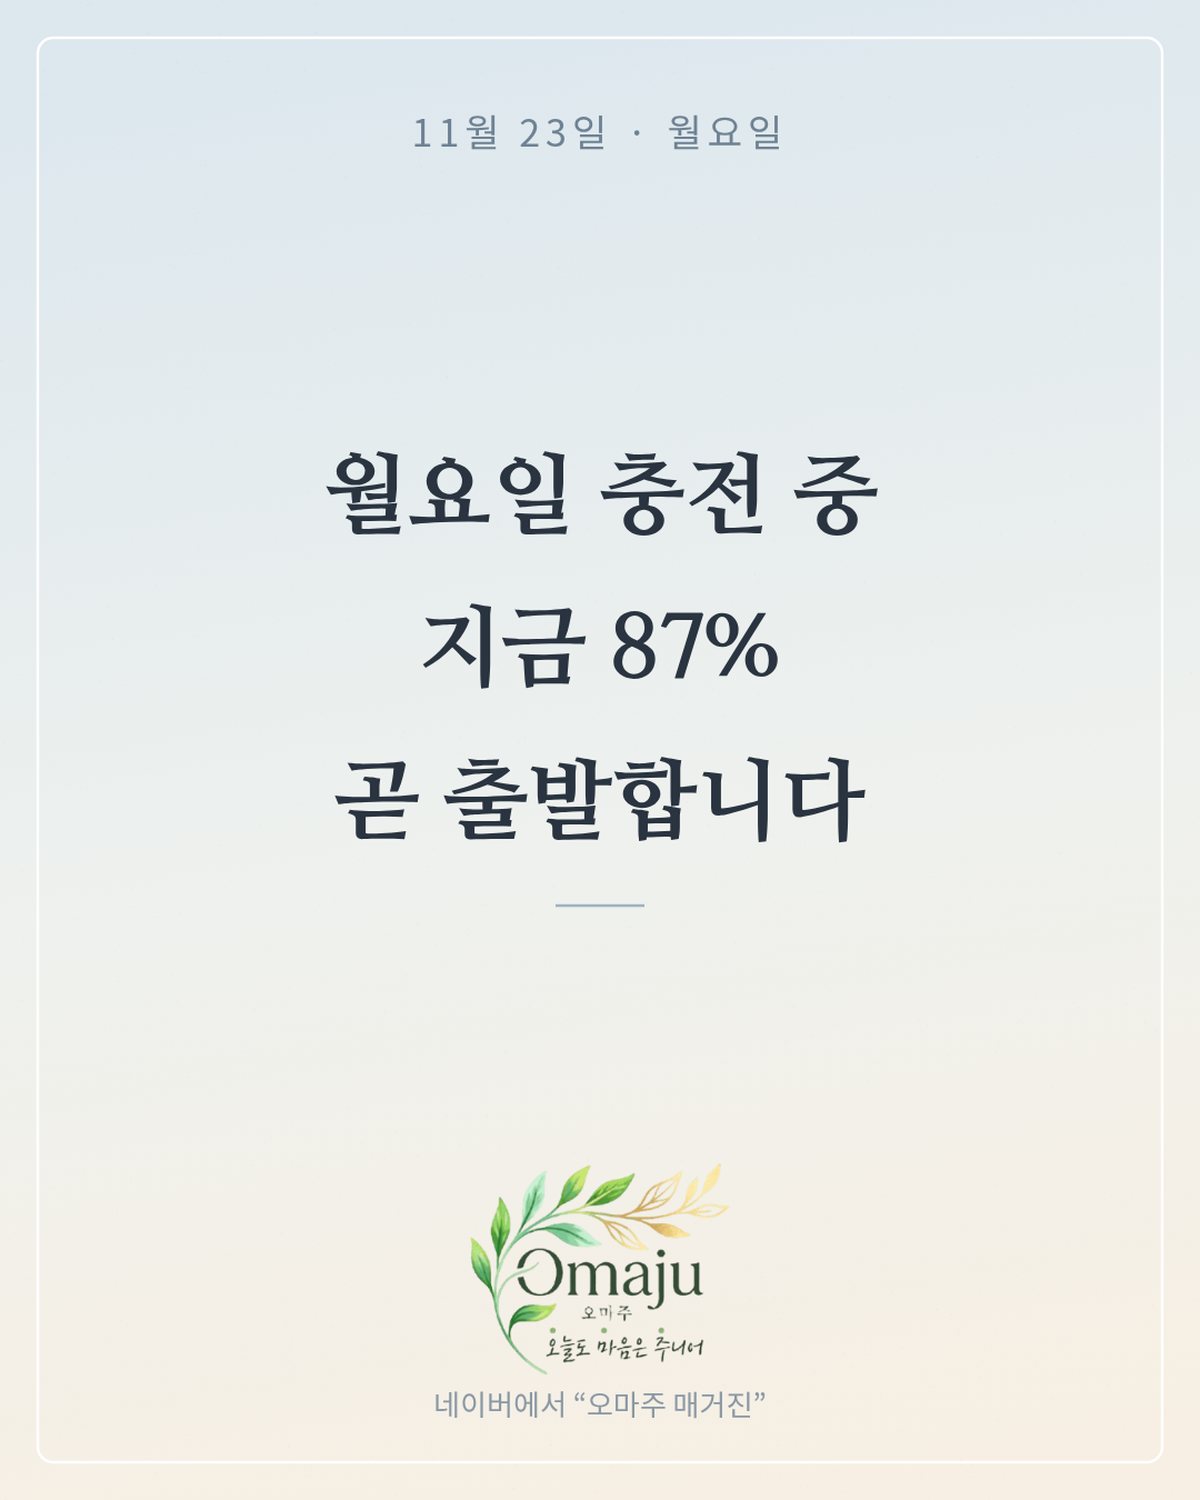 11월 23일 · 월요일
월요일 충전 중
지금 87%
곧 출발합니다
Omaju
오마주
오늘도 마음은 주니어
네이버에서 “오마주 매거진”